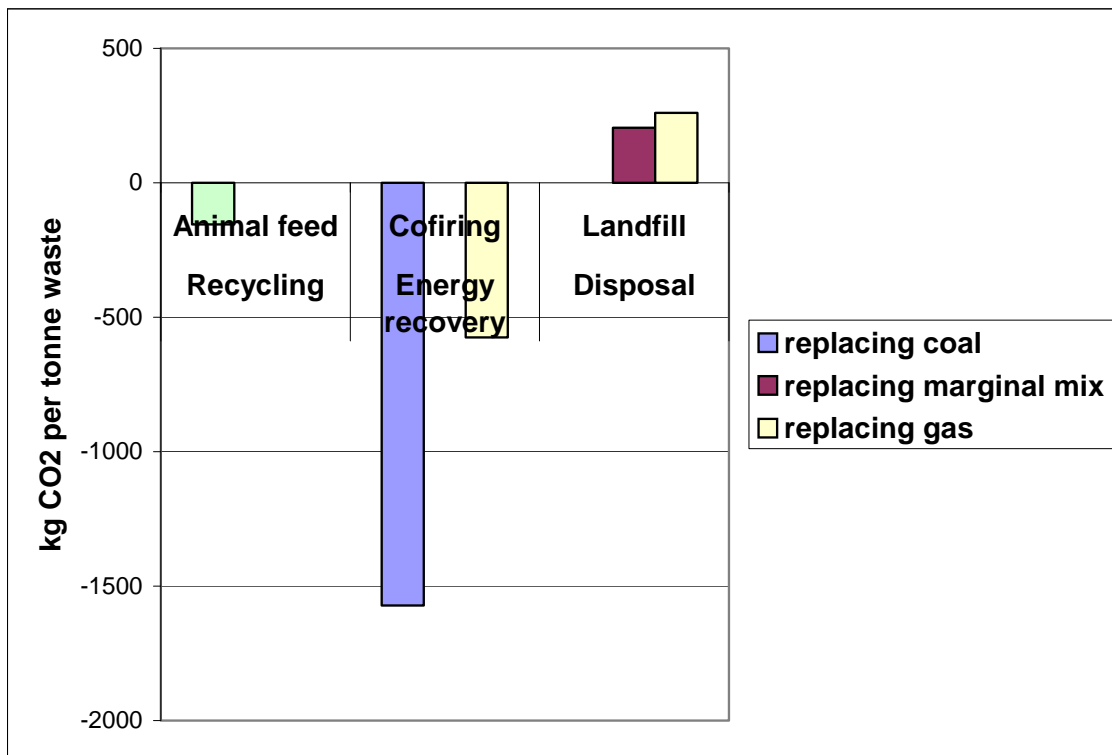 500
0
-500
-1000
-1500
-2000
kg CO2 per tonne waste
Animal feed
Recycling
Cofiring
Energy
recovery
Landfill
Disposal
replacing coal
replacing marginal mix
replacing gas